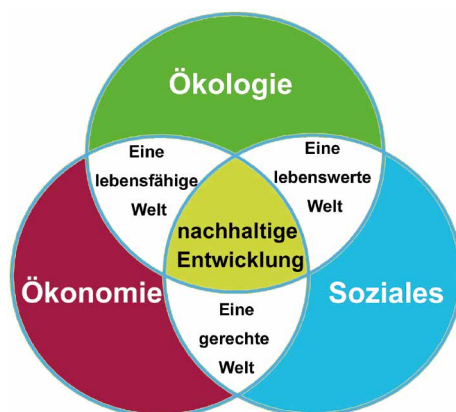 Ökologie
Eine
lebensfähige
Welt
Eine
lebenswerte
Welt
nachhaltige
Entwicklung
Ökonomie
Soziales
Eine
gerechte
Welt